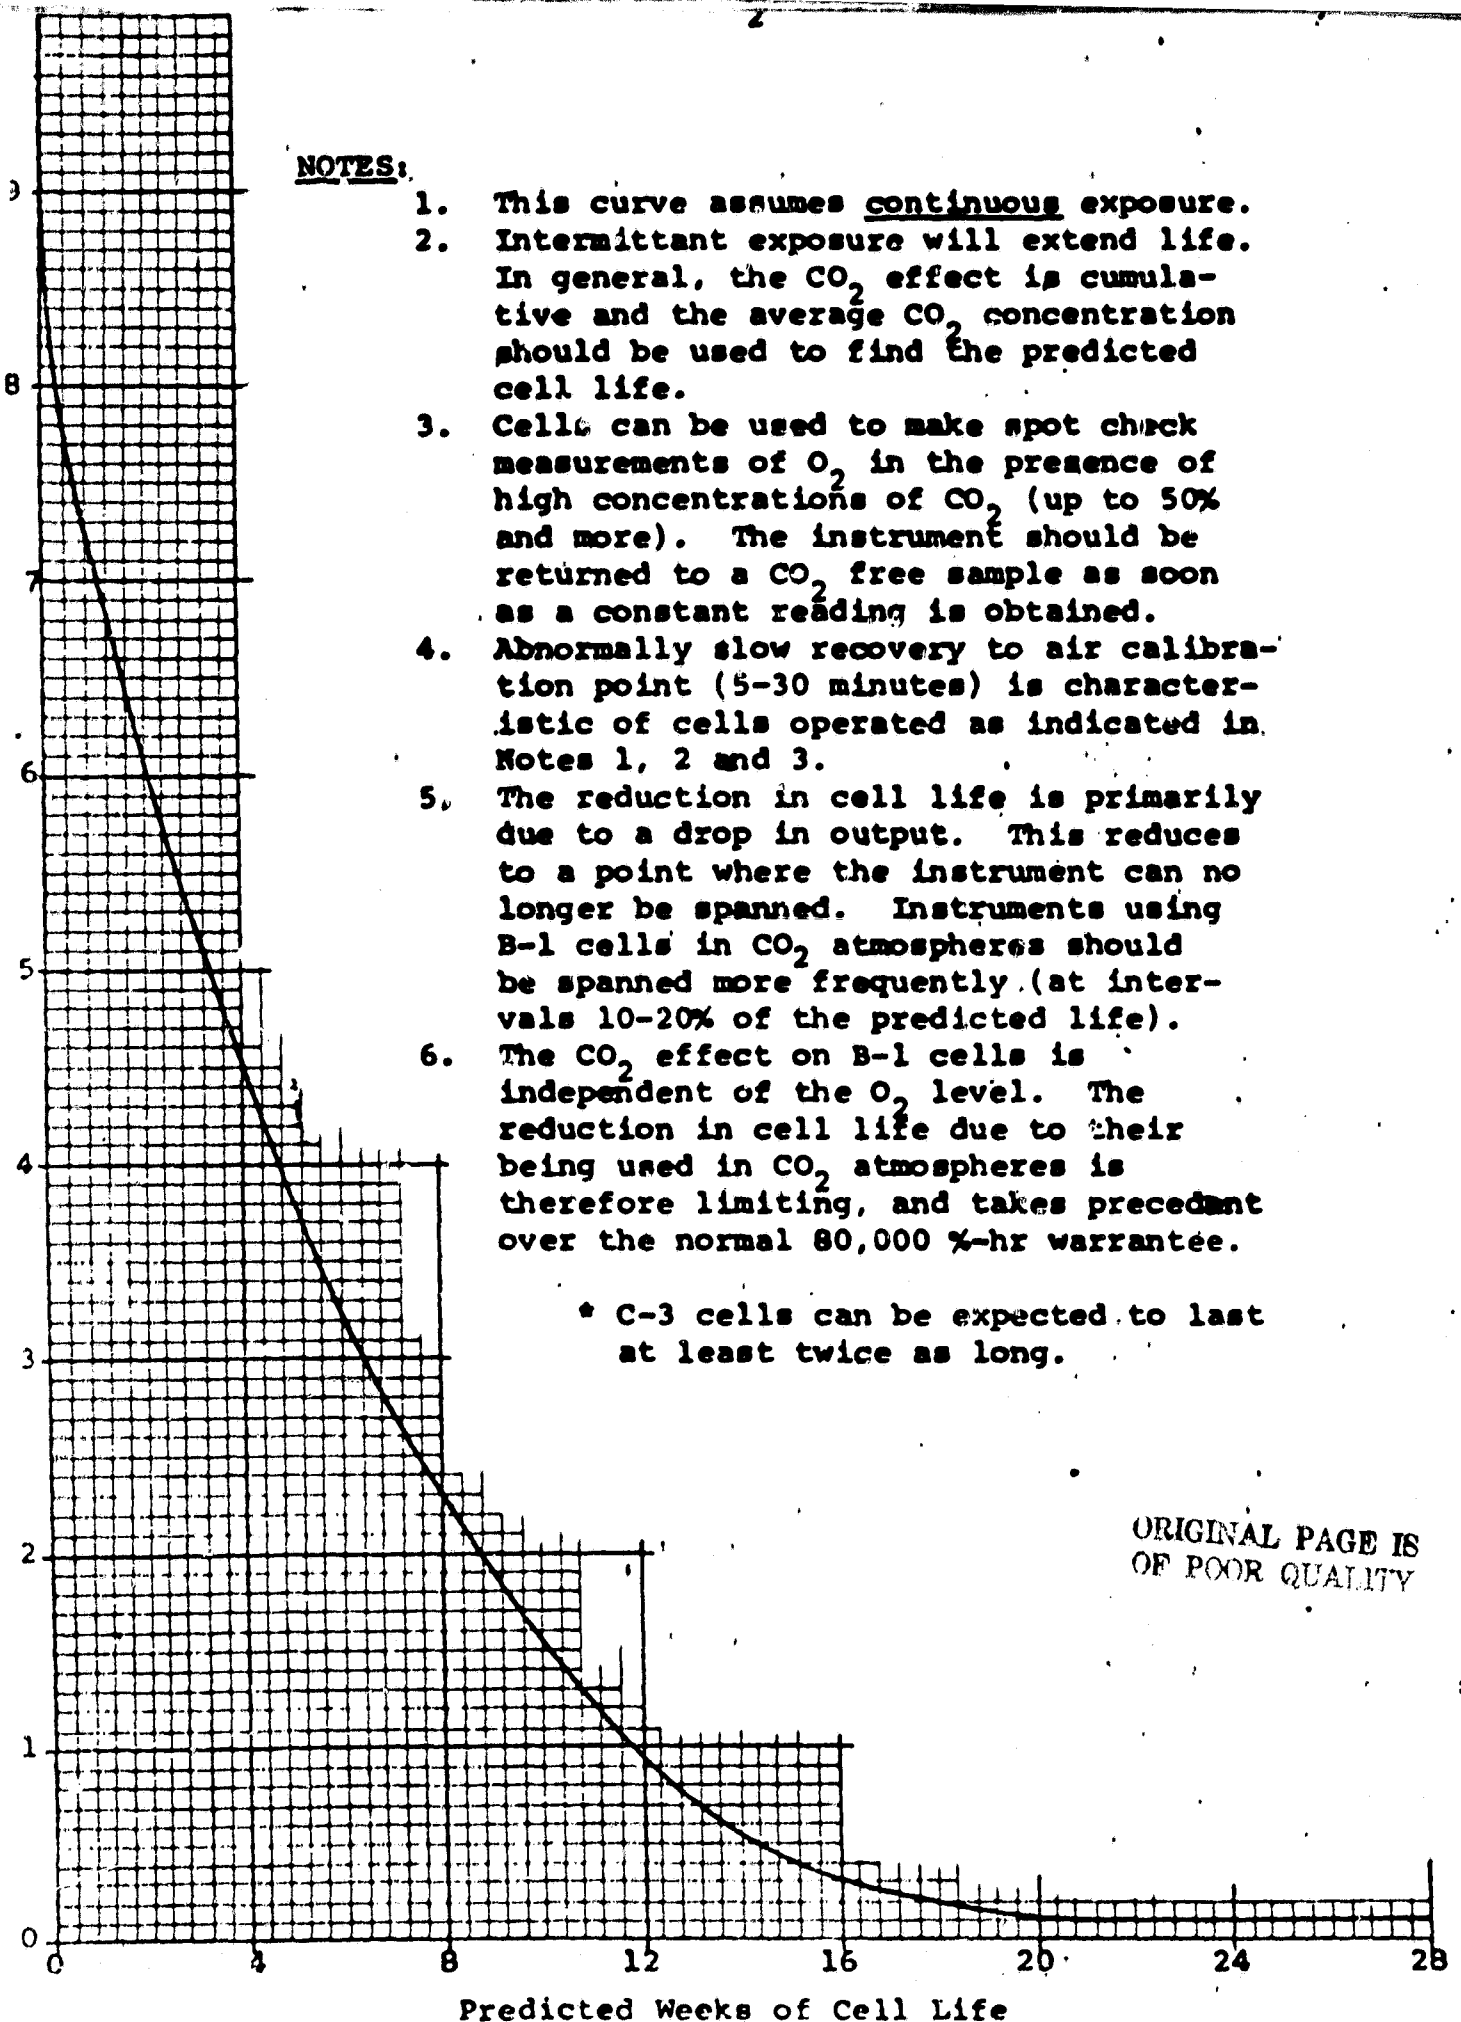 2
NOTES:
1. This curve assumes continuous exposure.
2. Intermittant exposure will extend life.
In general, the CO2 effect is cumula-
tive and the average CO2 concentration
should be used to find the predicted
cell life.
3. Cells can be used to make spot check
measurements of O2 in the presence of
high concentrations of CO2 (up to 50%
and more). The instrument should be
returned to a CO2 free sample as soon
as a constant reading is obtained.
4. Abnormally slow recovery to air calibra-
tion point (5-30 minutes) is character-
istic of cells operated as indicated in
Notes 1, 2 and 3.
5. The reduction in cell life is primarily
due to a drop in output. This reduces
to a point where the instrument can no
longer be spanned. Instruments using
B-1 cells in CO2 atmospheres should
be spanned more frequently (at inter-
vals 10-20% of the predicted life).
6. The CO2 effect on B-1 cells is
independent of the O2 level. The
reduction in cell life due to their
being used in CO2 atmospheres is
therefore limiting, and takes precedent
over the normal 80,000 %-hr warrantee.
* C-3 cells can be expected to last
at least twice as long.
ORIGINAL PAGE IS
OF POOR QUALITY
9
8
7
6
5
4
3
2
1
0
0 4 8 12 16 20 24 28
Predicted Weeks of Cell Life